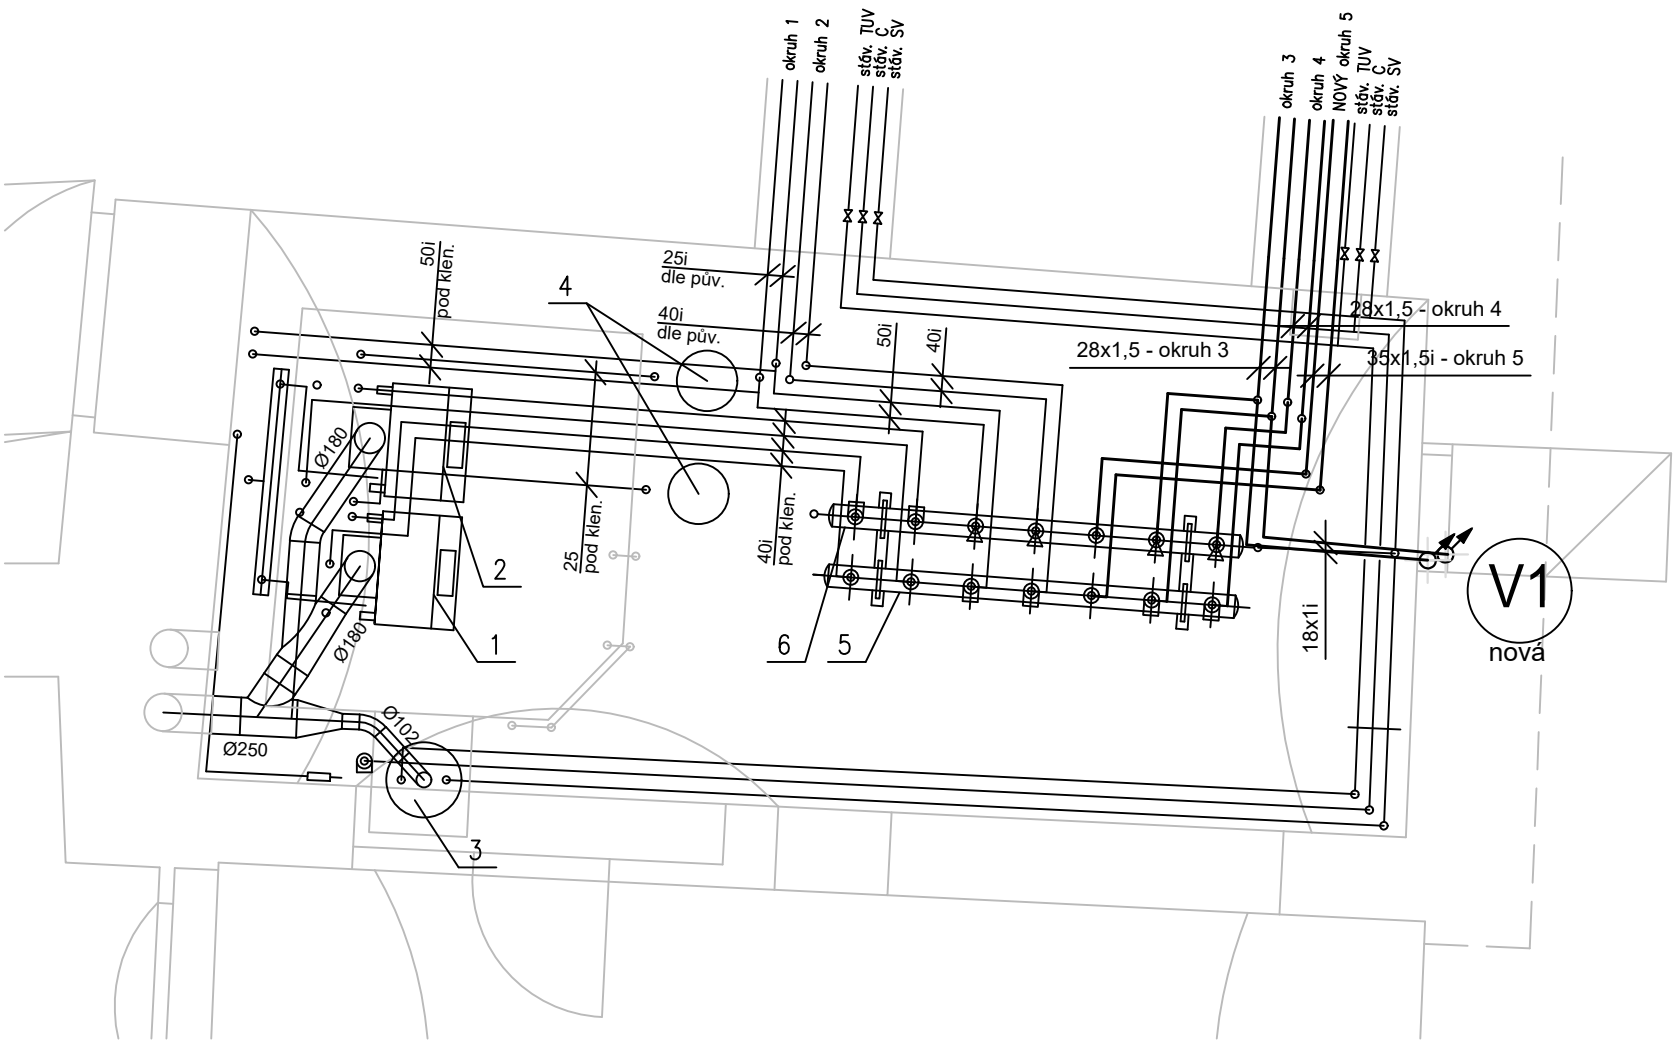 okruh 1
okruh 2
stáv. TUV
stáv. C
stáv. SV
okruh 3
okruh 4
NOVÝ okruh 5
stáv. TUV
stáv. C
stáv. SV
50i
pod klen.
25i
dle pův.
4
40i
dle pův.
50i
40i
28x1,5 - okruh 4
28x1,5 - okruh 3
35x1,5i - okruh 5
Ø180
25
pod klen.
40i
pod klen.
2
V1
nová
18x1i
Ø180
1
6
5
Ø102
Ø250
3